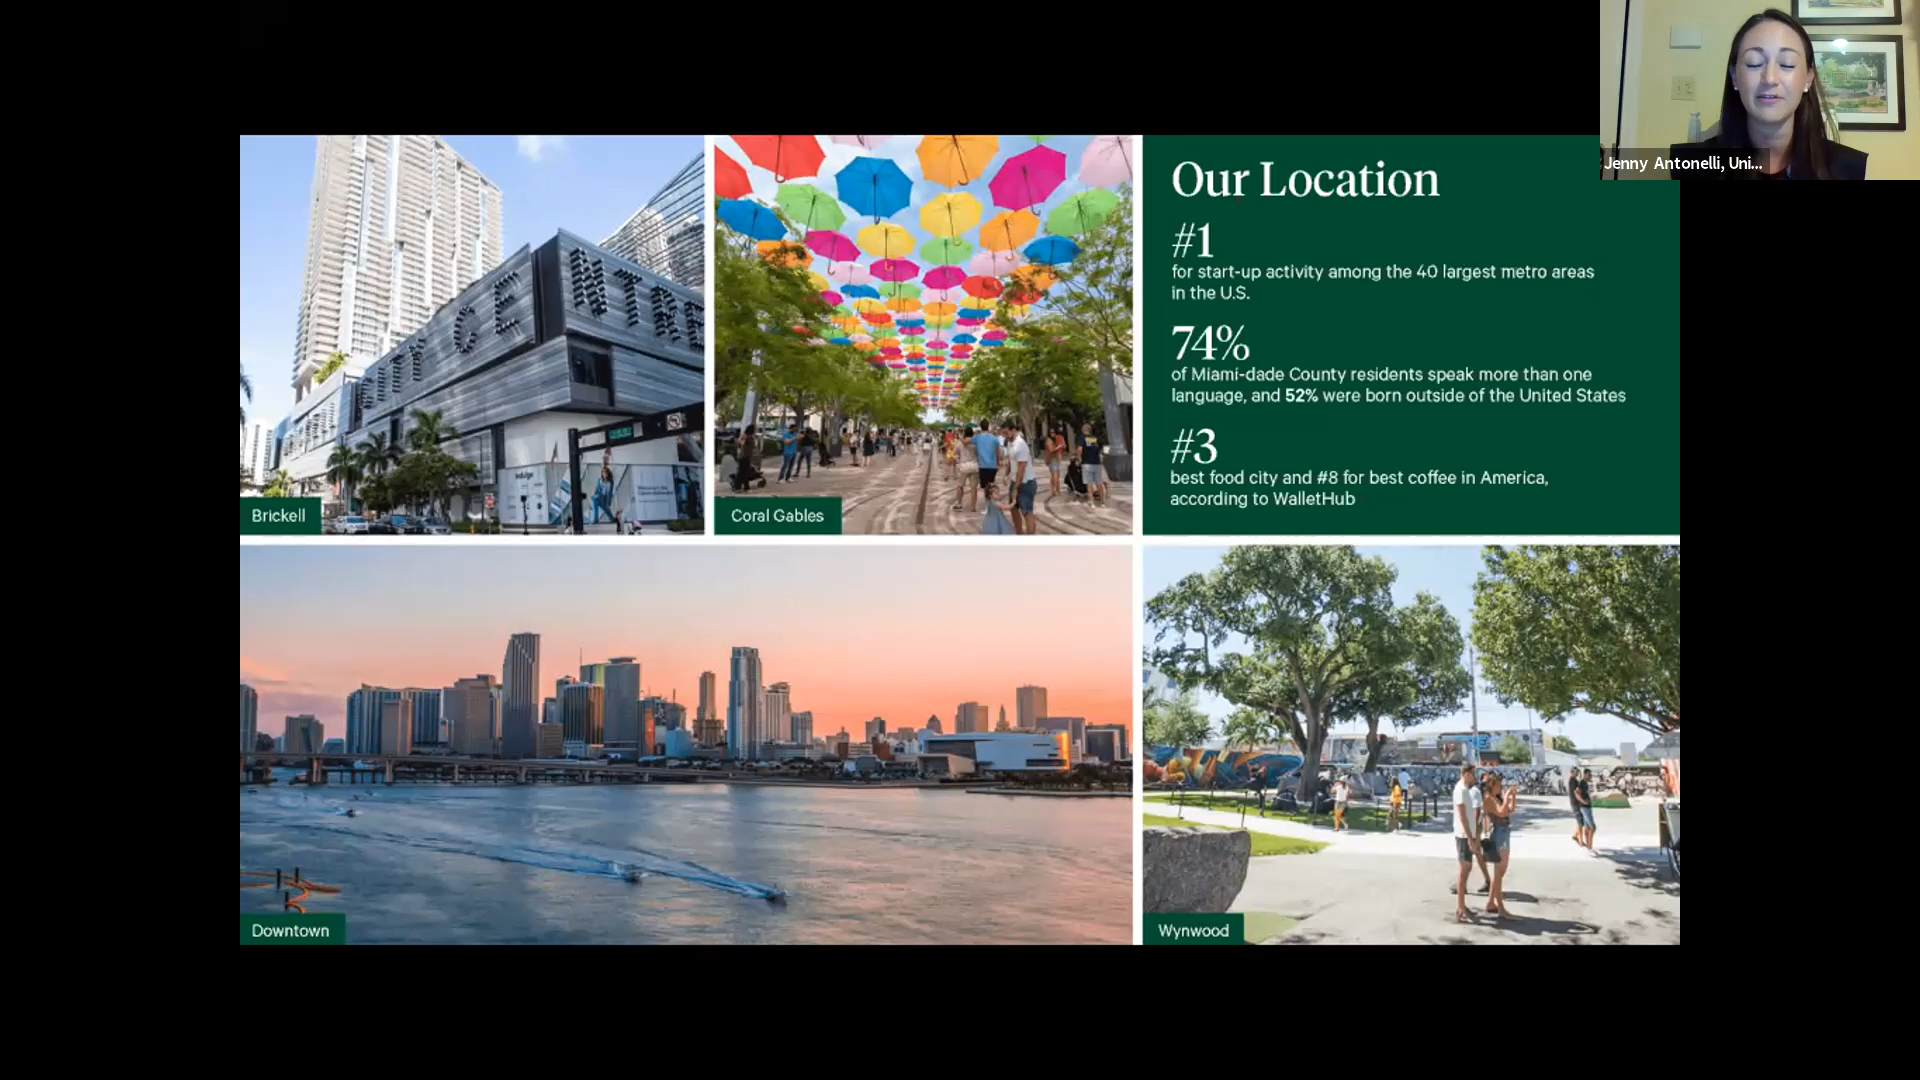 Jenny Antonelli, Uni...
Our Location
#1
for start-up activity among the 40 largest metro areas
in the U.S.
74%
of Miami-dade County residents speak more than one
language, and 52% were born outside of the United States
#3
best food city and #8 for best coffee in America,
according to WalletHub
CITY CENTRE
Brickell
Coral Gables
Downtown
Wynwood